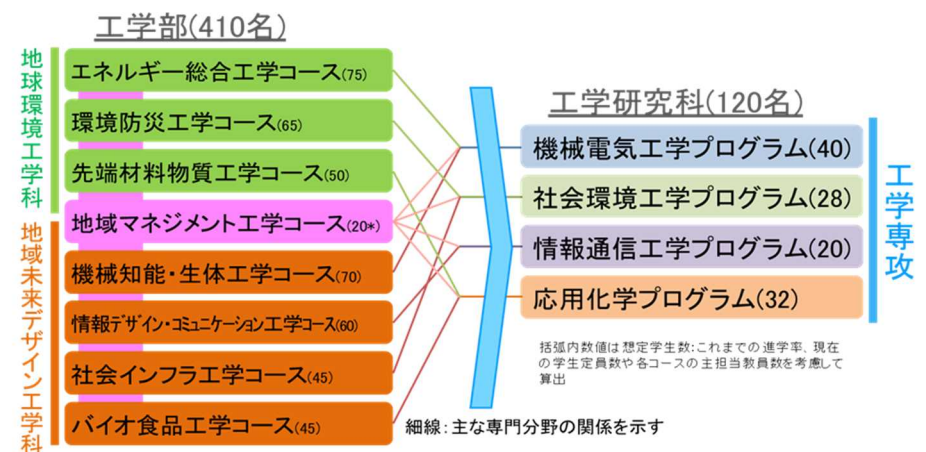 工学部(410名)
地球環境工学科
エネルギー総合工学コース(75)
環境防災工学コース(65)
先端材料物質工学コース(50)
地域マネジメント工学コース(20*)
地域未来デザイン工学科
機械知能・生体工学コース(70)
情報デザイン・コミュニケーション工学コース(60)
社会インフラ工学コース(45)
バイオ食品工学コース(45)
工学研究科(120名)
機械電気工学プログラム(40)
社会環境工学プログラム(28)
情報通信工学プログラム(20)
応用化学プログラム(32)
工学専攻
括弧内数値は想定学生数:これまでの進学率、現在
の学生定員数や各コースの主担当教員数を考慮して
算出
細線:主な専門分野の関係を示す